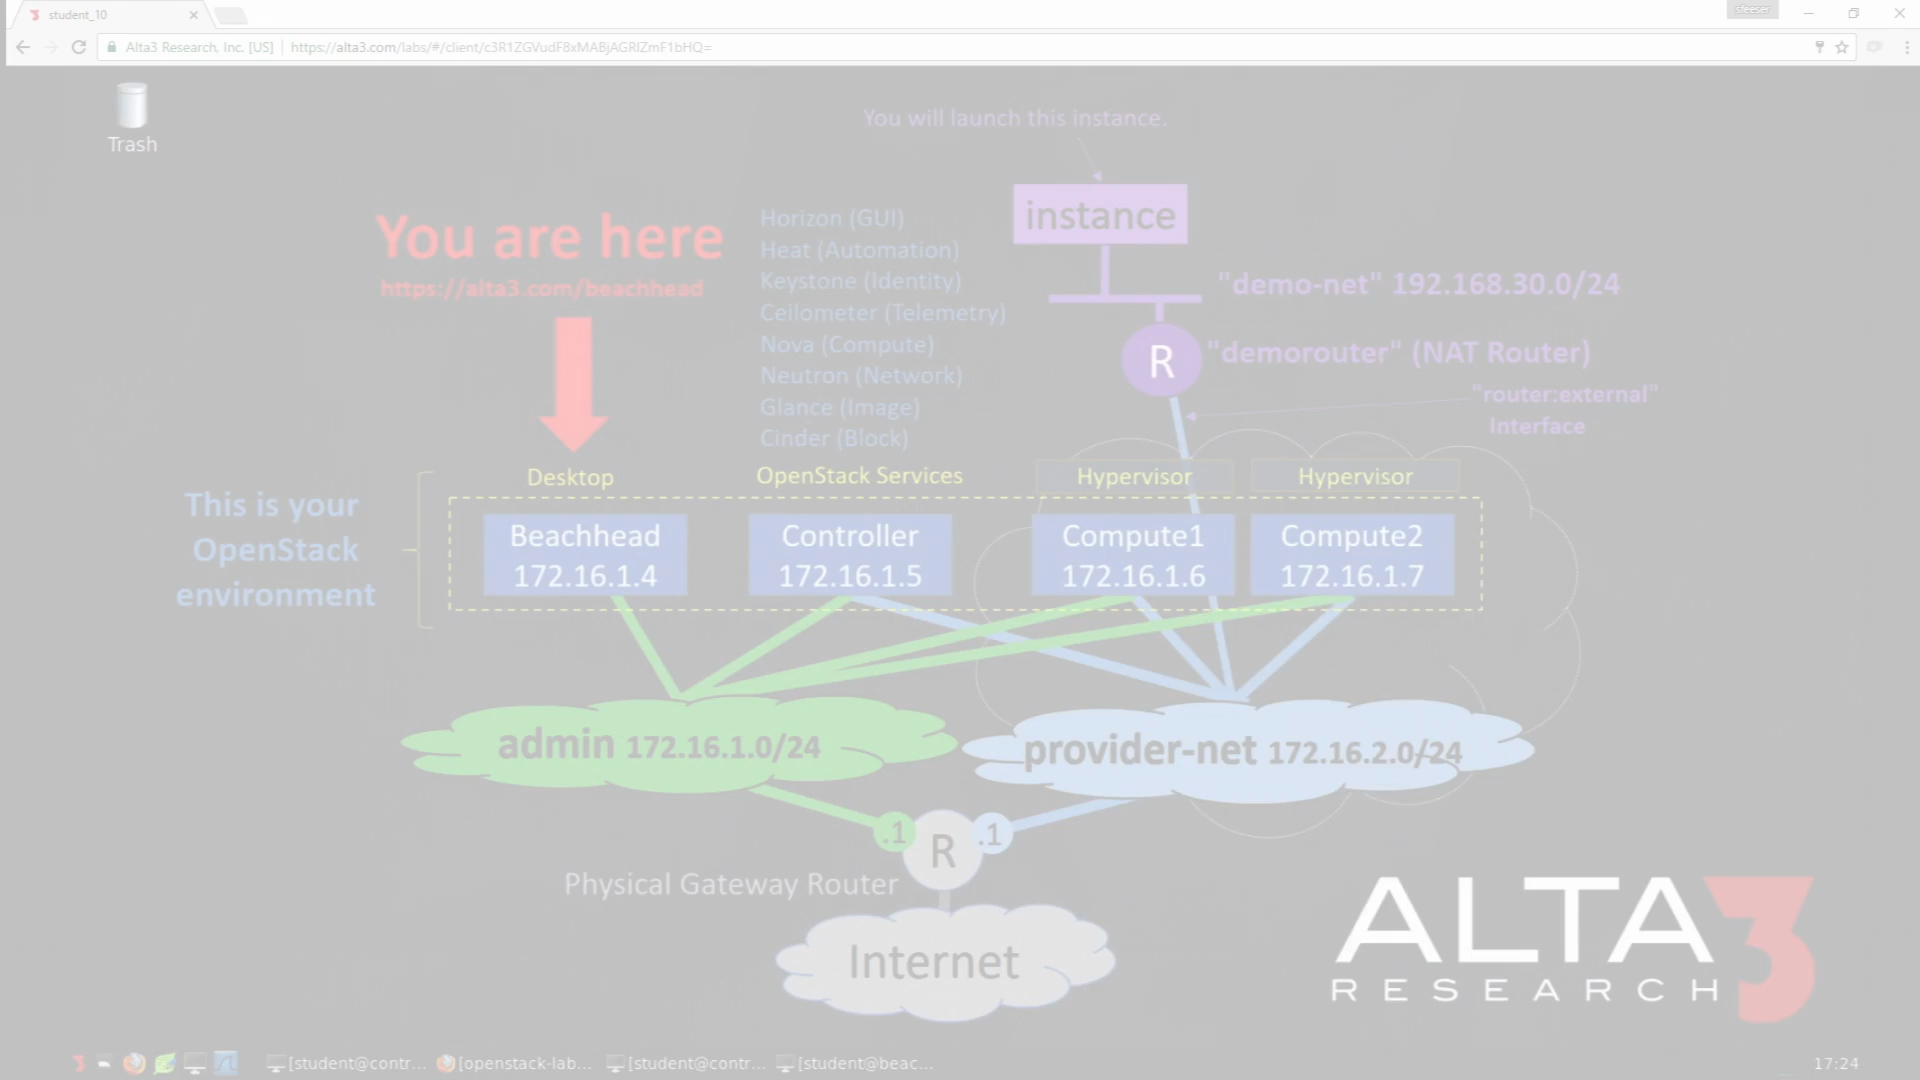 student_10
sfeeser
Alta3 Research, Inc. [US]
https://alta3.com/labs/#/client/c3R1ZGVudF8xMABjAGRlZmF1bHQ=
Trash
You will launch this instance.
instance
You are here
https://alta3.com/beachhead
Horizon (GUI)
Heat (Automation)
Keystone (Identity)
Ceilometer (Telemetry)
Nova (Compute)
Neutron (Network)
Glance (Image)
Cinder (Block)
"demo-net" 192.168.30.0/24
R
"demorouter" (NAT Router)
"router:external"
Interface
This is your
OpenStack
environment
Desktop
OpenStack Services
Hypervisor
Hypervisor
Beachhead
172.16.1.4
Controller
172.16.1.5
Compute1
172.16.1.6
Compute2
172.16.1.7
admin 172.16.1.0/24
provider-net 172.16.2.0/24
.1
R
.1
Physical Gateway Router
Internet
ALTA3
RESEARCH
[student@contr...
[openstack-lab...
[student@contr...
[student@beac...
17:24